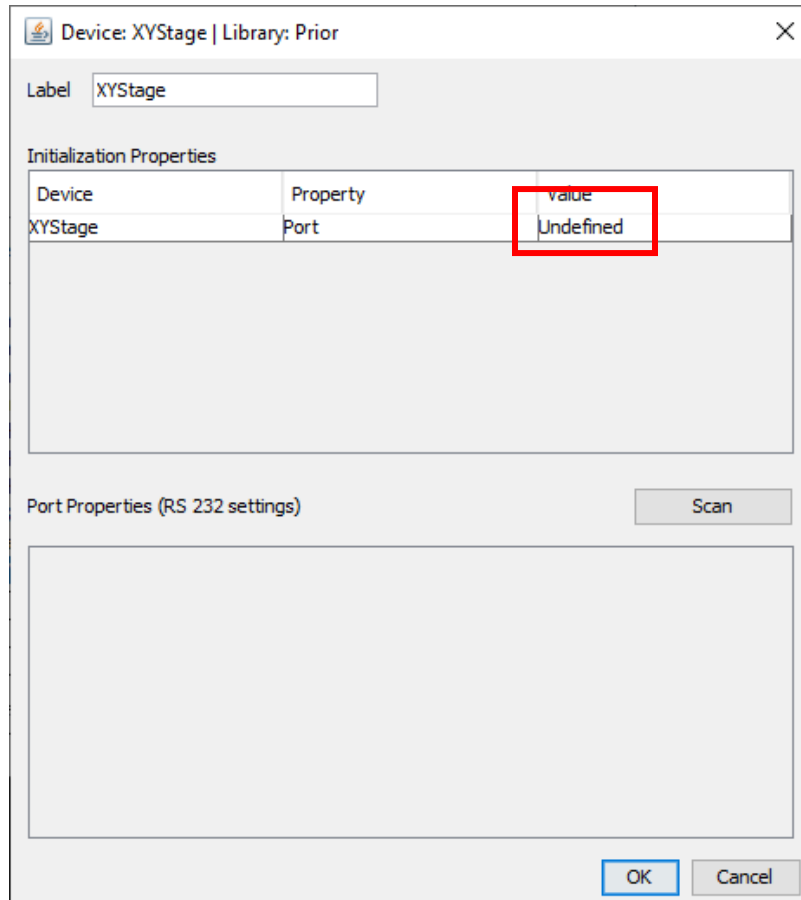 Device: XYStage | Library: Prior
Label XYStage
Initialization Properties
Device Property Value
XYStage Port Undefined
Port Properties (RS 232 settings) Scan
OK Cancel